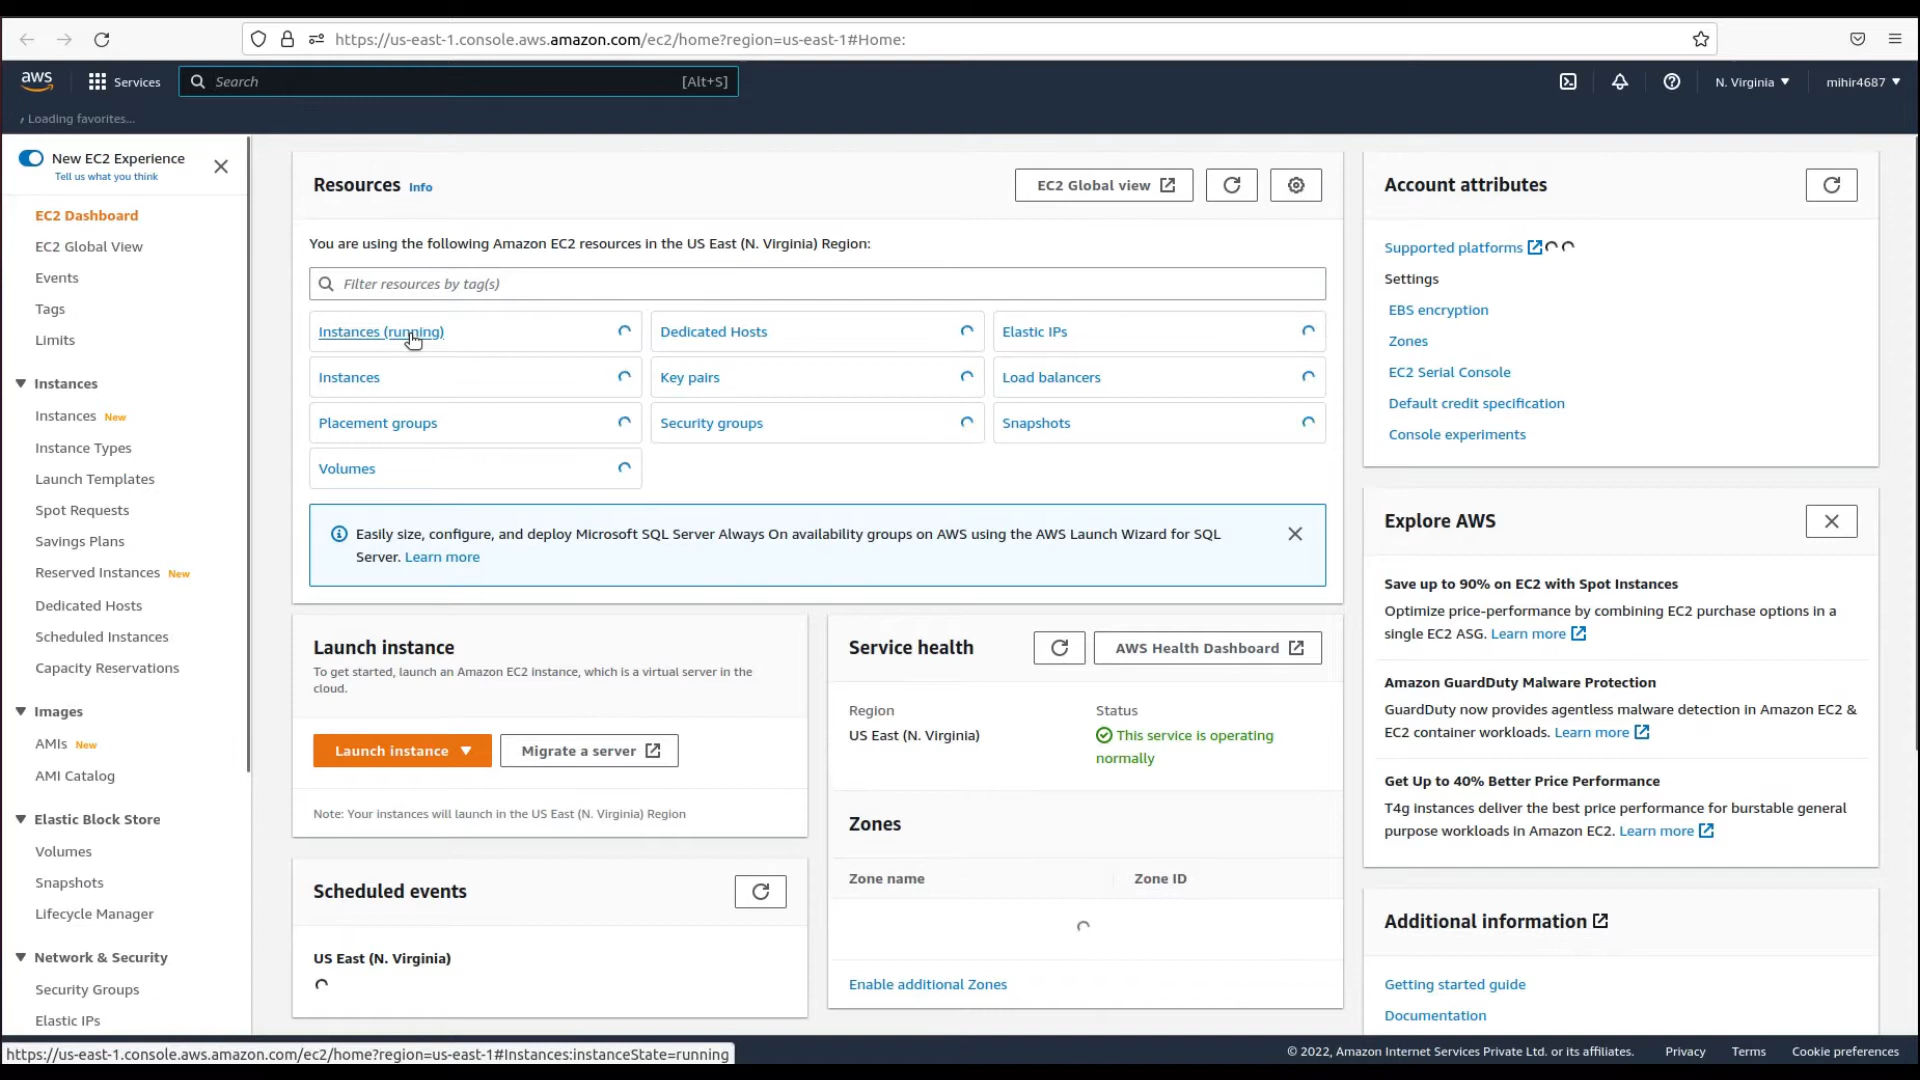 https://us-east-1.console.aws.amazon.com/ec2/home?region=us-east-1#Home:
aws
Services
Search
[Alt+S]
N. Virginia
mihir4687
Loading favorites...
New EC2 Experience
Tell us what you think
EC2 Dashboard
EC2 Global View
Events
Tags
Limits
Instances
Instances New
Instance Types
Launch Templates
Spot Requests
Savings Plans
Reserved Instances New
Dedicated Hosts
Scheduled Instances
Capacity Reservations
Images
AMIs New
AMI Catalog
Elastic Block Store
Volumes
Snapshots
Lifecycle Manager
Network & Security
Security Groups
Elastic IPs
Resources Info
EC2 Global view
You are using the following Amazon EC2 resources in the US East (N. Virginia) Region:
Filter resources by tag(s)
Instances (running)
Dedicated Hosts
Elastic IPs
Instances
Key pairs
Load balancers
Placement groups
Security groups
Snapshots
Volumes
Easily size, configure, and deploy Microsoft SQL Server Always On availability groups on AWS using the AWS Launch Wizard for SQL
Server. Learn more
Launch instance
To get started, launch an Amazon EC2 instance, which is a virtual server in the
cloud.
Launch instance
Migrate a server
Note: Your instances will launch in the US East (N. Virginia) Region
Scheduled events
US East (N. Virginia)
Service health
AWS Health Dashboard
Region
US East (N. Virginia)
Status
This service is operating
normally
Zones
Zone name
Zone ID
Enable additional Zones
Account attributes
Supported platforms
Settings
EBS encryption
Zones
EC2 Serial Console
Default credit specification
Console experiments
Explore AWS
Save up to 90% on EC2 with Spot Instances
Optimize price-performance by combining EC2 purchase options in a
single EC2 ASG. Learn more
Amazon GuardDuty Malware Protection
GuardDuty now provides agentless malware detection in Amazon EC2 &
EC2 container workloads. Learn more
Get Up to 40% Better Price Performance
T4g instances deliver the best price performance for burstable general
purpose workloads in Amazon EC2. Learn more
Additional information
Getting started guide
Documentation
https://us-east-1.console.aws.amazon.com/ec2/home?region=us-east-1#Instances:instanceState=running
© 2022, Amazon Internet Services Private Ltd. or its affiliates.
Privacy
Terms
Cookie preferences